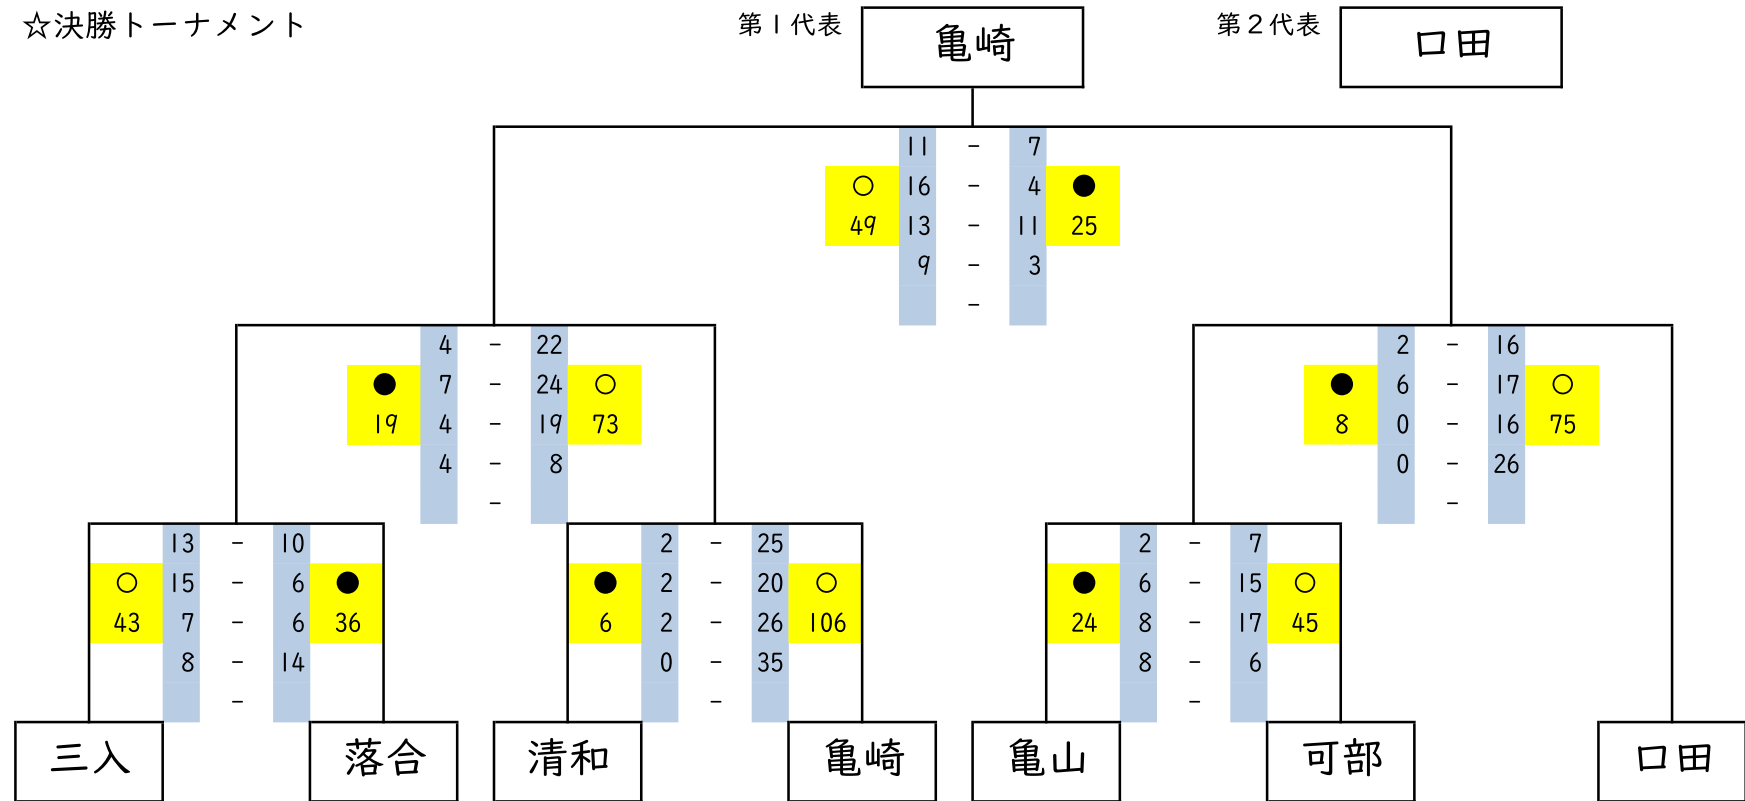 ☆決勝トーナメント 第1代表 亀崎 第2代表 口田
11 - 7
○ 16 - 4 ●
49 13 - 11 25
9 - 3
-
4 - 22 2 - 16
● 7 - 24 ○ ● 6 - 17 ○
19 4 - 19 73 8 0 - 16 75
4 - 8 0 - 26
- -
13 - 10 2 - 25 2 - 7
○ 15 - 6 ● ● 2 - 20 ○ ● 6 - 15 ○
43 7 - 6 36 6 2 - 26 106 24 8 - 17 45
8 - 14 0 - 35 8 - 6
- - -
三入 落合 清和 亀崎 亀山 可部 口田